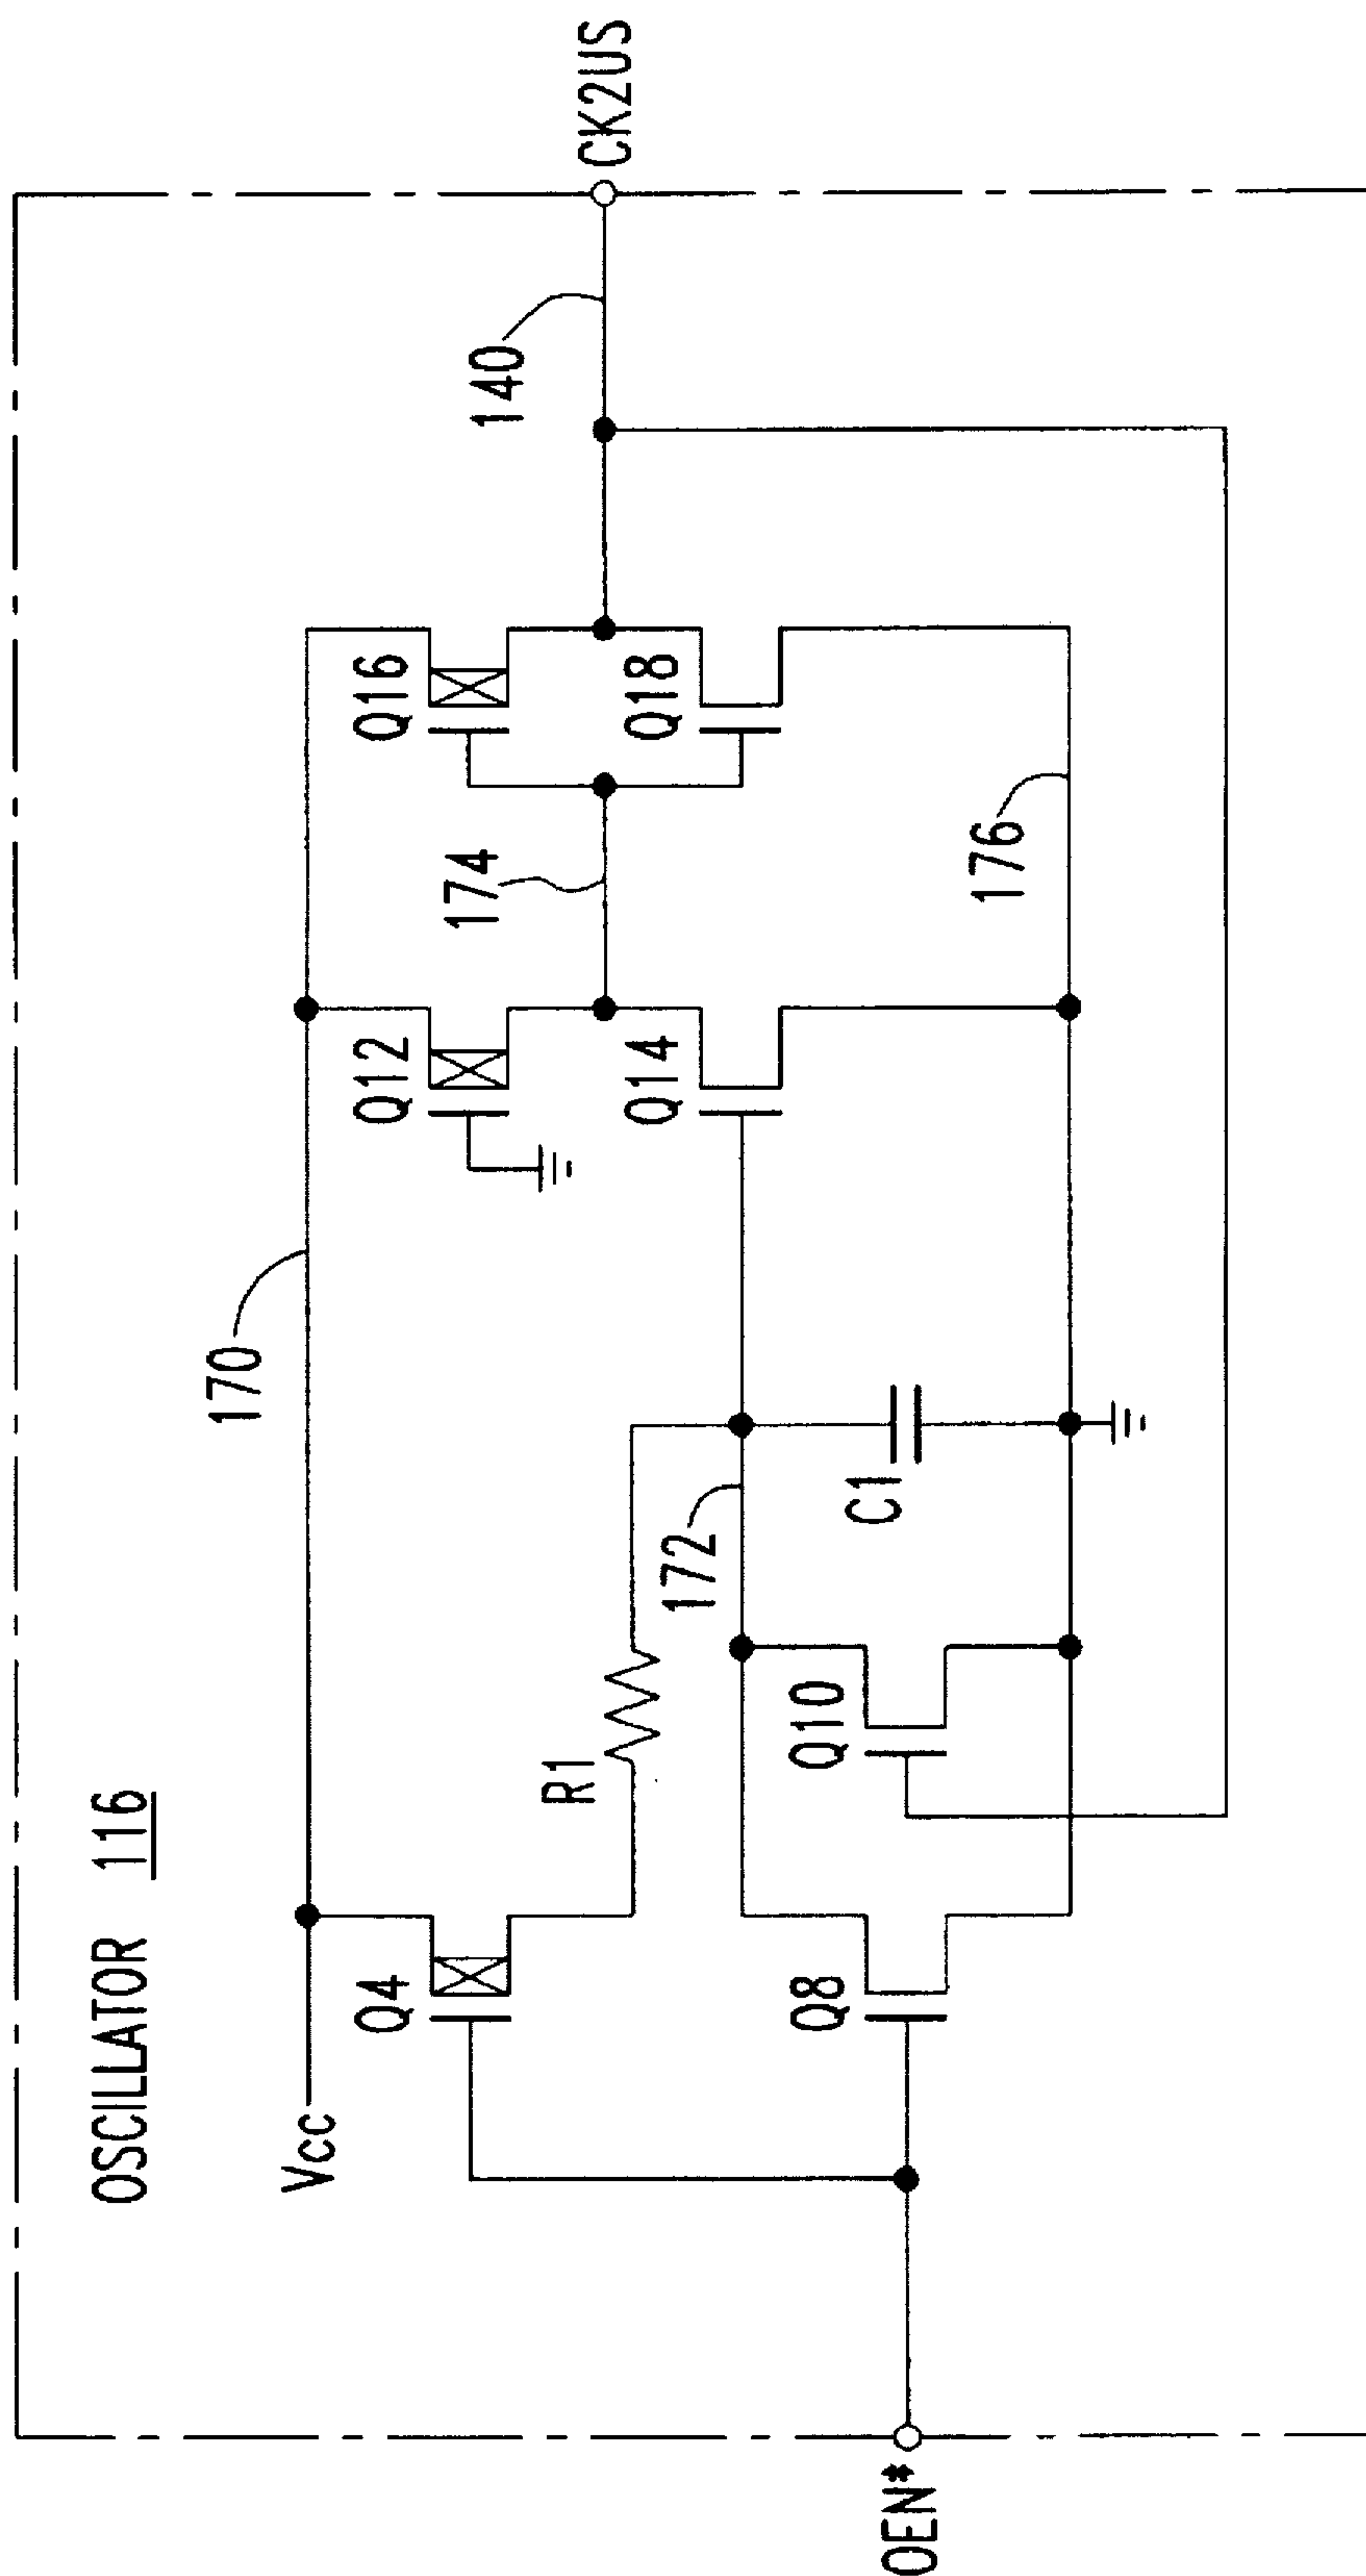 OSCILLATOR 116
170
Vcc
Q4
Q12
Q16
R1
172
174
140
CK2US
Q14
Q18
Q8
Q10
C1
176
OEN*